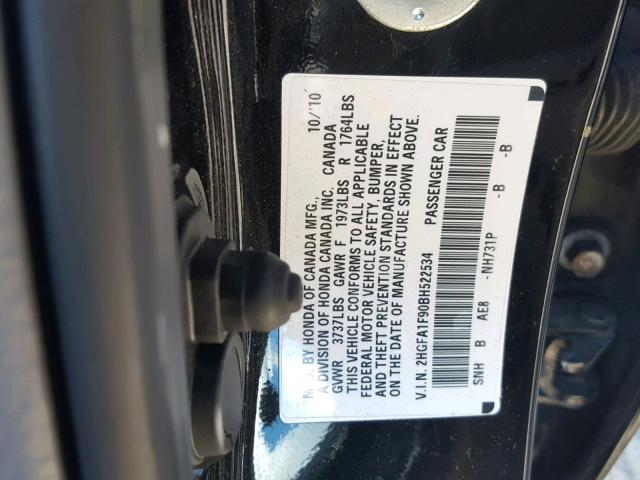 MFD. BY HONDA OF CANADA MFG., 10/'10
A DIVISION OF HONDA CANADA INC. CANADA
GVWR 3737LBS GAWR F 1973LBS R 1764LBS
THIS VEHICLE CONFORMS TO ALL APPLICABLE
FEDERAL MOTOR VEHICLE SAFETY, BUMPER,
AND THEFT PREVENTION STANDARDS IN EFFECT
ON THE DATE OF MANUFACTURE SHOWN ABOVE.
V.I.N. 2HGFA1F90BH522534 PASSENGER CAR
SNH B AE8 -NH731P -B -B